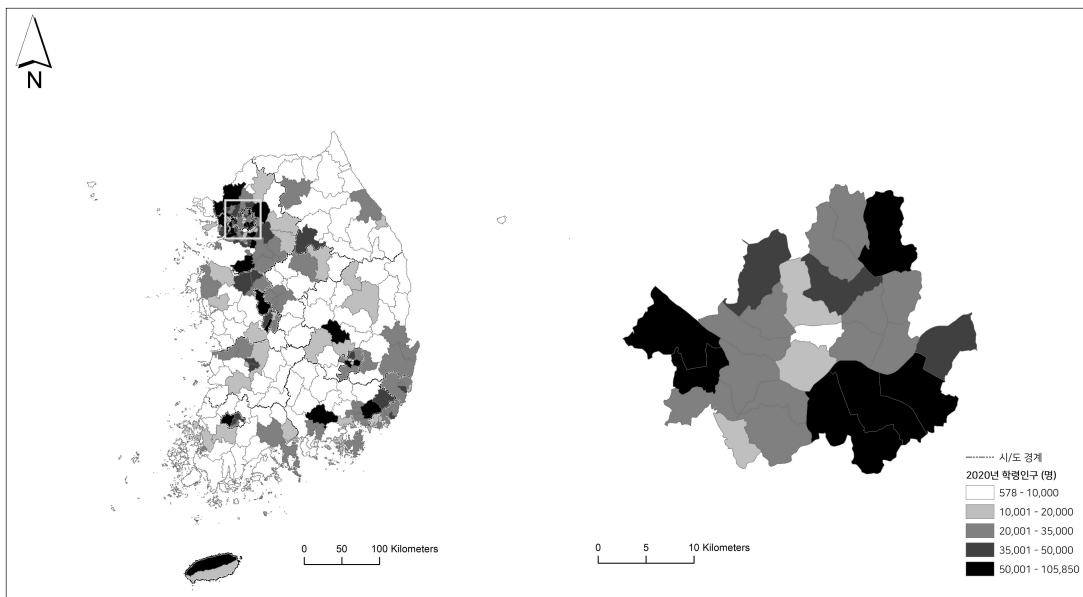 N
0 50 100 Kilometers
0 5 10 Kilometers
시/도 경계
2020년 학령인구 (명)
578 - 10,000
10,001 - 20,000
20,001 - 35,000
35,001 - 50,000
50,001 - 105,850